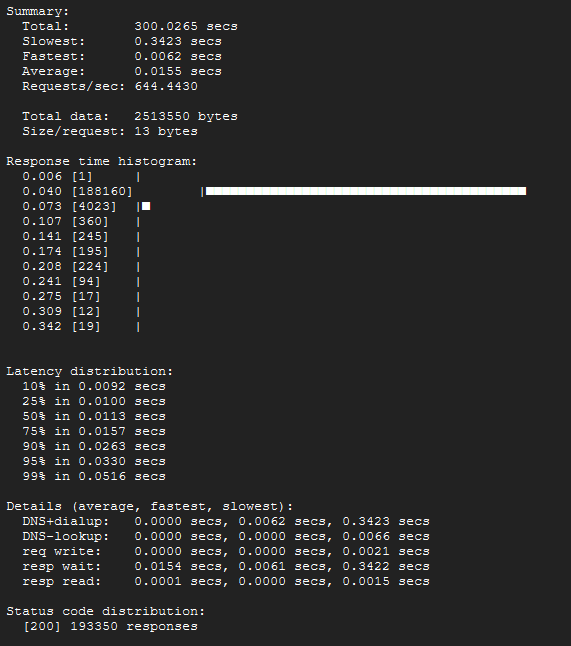 Summary:
  Total:        300.0265 secs
  Slowest:      0.3423 secs
  Fastest:      0.0062 secs
  Average:      0.0155 secs
  Requests/sec: 644.4430
  Total data:   2513550 bytes
  Size/request: 13 bytes
Response time histogram:
  0.006 [1]     |
  0.040 [188160]        |■■■■■■■■■■■■■■■■■■■■■■■■■■■■■■■■■■■■■■■■
  0.073 [4023]  |■
  0.107 [360]   |
  0.141 [245]   |
  0.174 [195]   |
  0.208 [224]   |
  0.241 [94]    |
  0.275 [17]    |
  0.309 [12]    |
  0.342 [19]    |
Latency distribution:
  10% in 0.0092 secs
  25% in 0.0100 secs
  50% in 0.0113 secs
  75% in 0.0157 secs
  90% in 0.0263 secs
  95% in 0.0330 secs
  99% in 0.0516 secs
Details (average, fastest, slowest):
  DNS+dialup:   0.0000 secs, 0.0062 secs, 0.3423 secs
  DNS-lookup:   0.0000 secs, 0.0000 secs, 0.0066 secs
  req write:    0.0000 secs, 0.0000 secs, 0.0021 secs
  resp wait:    0.0154 secs, 0.0061 secs, 0.3422 secs
  resp read:    0.0001 secs, 0.0000 secs, 0.0015 secs
Status code distribution:
  [200] 193350 responses